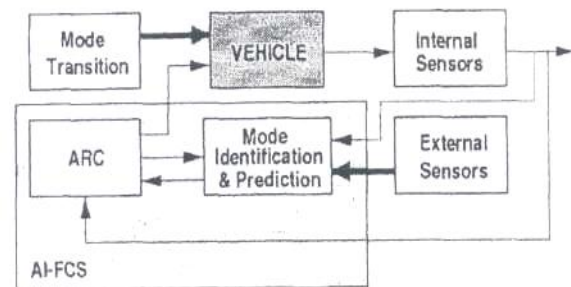 Mode
Transition
VEHICLE
Internal
Sensors
ARC
Mode
Identification
& Prediction
External
Sensors
AI-FCS